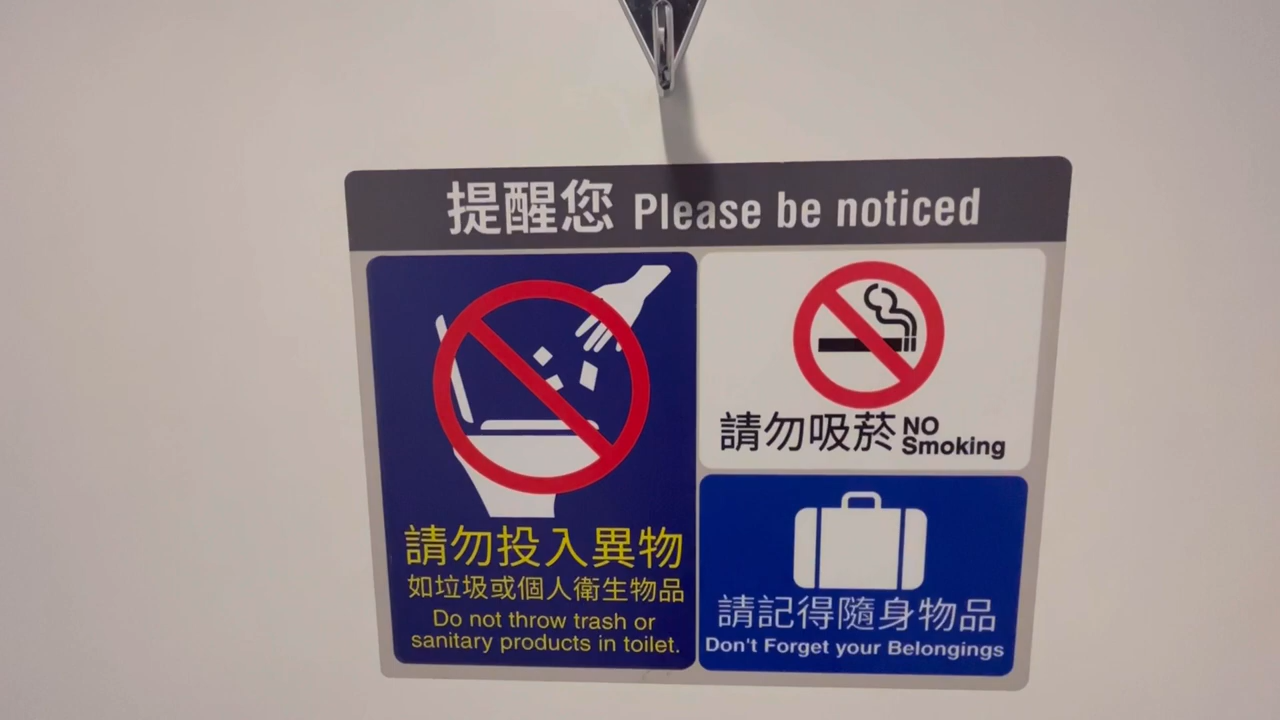 提醒您 Please be noticed
請勿投入異物
如垃圾或個人衛生物品
Do not throw trash or
sanitary products in toilet.
請勿吸菸 NO Smoking
請記得隨身物品
Don't Forget your Belongings